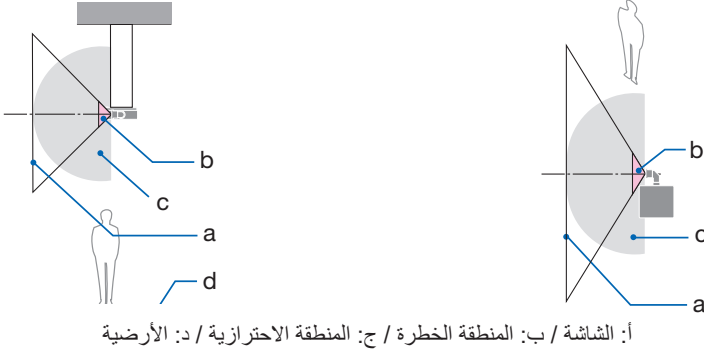 b
c
a
d
b
c
a
أ: الشاشة / ب: المنطقة الخطرة / ج: المنطقة الاحترازية / د: الأرضية